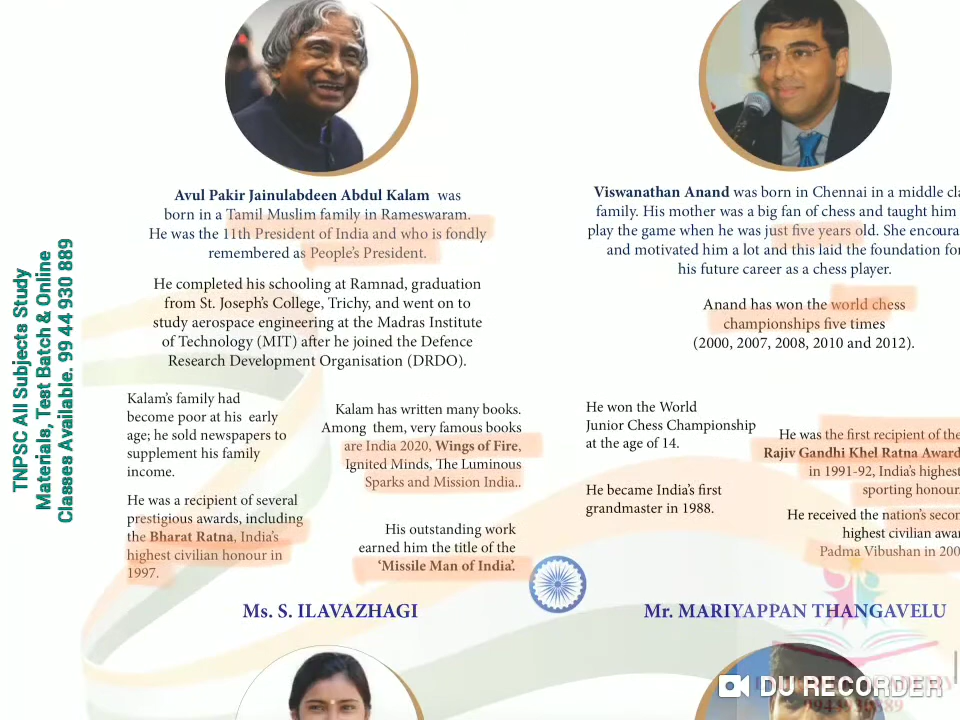 TNPSC All Subjects Study
Materials, Test Batch & Online
Classes Available. 99 44 930 889
Avul Pakir Jainulabdeen Abdul Kalam was
born in a Tamil Muslim family in Rameswaram.
He was the 11th President of India and who is fondly
remembered as People's President.
He completed his schooling at Ramnad, graduation
from St. Joseph's College, Trichy, and went on to
study aerospace engineering at the Madras Institute
of Technology (MIT) after he joined the Defence
Research Development Organisation (DRDO).
Kalam's family had
become poor at his early
age; he sold newspapers to
supplement his family
income.
He was a recipient of several
prestigious awards, including
the Bharat Ratna, India's
highest civilian honour in
1997.
Kalam has written many books.
Among them, very famous books
are India 2020, Wings of Fire,
Ignited Minds, The Luminous
Sparks and Mission India..
His outstanding work
earned him the title of the
'Missile Man of India'.
Viswanathan Anand was born in Chennai in a middle cla
family. His mother was a big fan of chess and taught him
play the game when he was just five years old. She encoura
and motivated him a lot and this laid the foundation for
his future career as a chess player.
Anand has won the world chess
championships five times
(2000, 2007, 2008, 2010 and 2012).
He won the World
Junior Chess Championship
at the age of 14.
He became India's first
grandmaster in 1988.
He was the first recipient of the
Rajiv Gandhi Khel Ratna Award
in 1991-92, India's highest
sporting honour.
He received the nation's secon
highest civilian awar
Padma Vibushan in 200
Ms. S. ILAVAZHAGI
Mr. MARIYAPPAN THANGAVELU
DU RECORDER